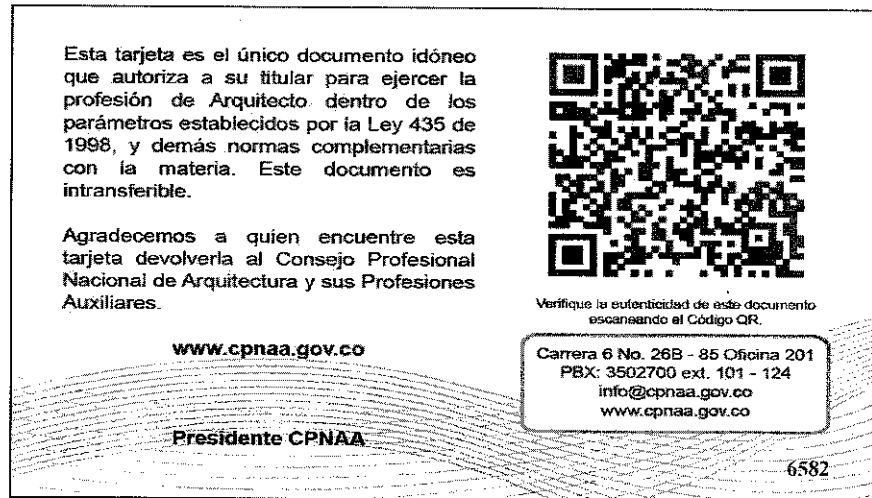 Esta tarjeta es el único documento idóneo
que autoriza a su titular para ejercer la
profesión de Arquitecto dentro de los
parámetros establecidos por la Ley 435 de
1998, y demás normas complementarias
con la materia. Este documento es
intransferible.
Agradecemos a quien encuentre esta
tarjeta devolverla al Consejo Profesional
Nacional de Arquitectura y sus Profesiones
Auxiliares.
www.cpnaa.gov.co
Presidente CPNAA
Verifique la autenticidad de este documento
escaneando el Código QR.
Carrera 6 No. 26B - 85 Oficina 201
PBX: 3502700 ext. 101 - 124
info@cpnaa.gov.co
www.cpnaa.gov.co
6582